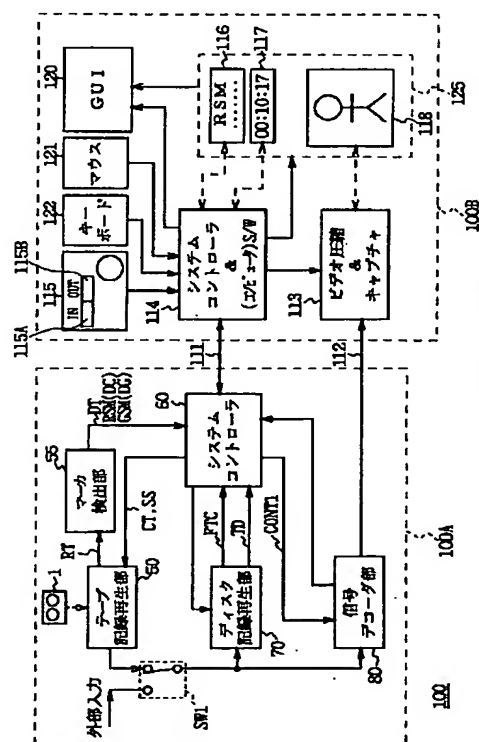 120
GUI
121
マウス
122
キー
ボード
115B
115
IN OUT
115A
116
RSM
.......
117
00:10:17
125
118
114
システム
コントローラ
&
(コンピュータ)S/W
113
ビデオ圧縮
&
キャプチャ
100B
111
112
60
システム
コントローラ
55
マーカ
検出部
DT
RSM(DC)
GSM(DC)
1
RT
CT,SS
テープ
記録再生部
50
FTC
TD
CONT1
ディスク
記録再生部
70
外部入力
SW1
信号
デコーダ部
80
100A
100